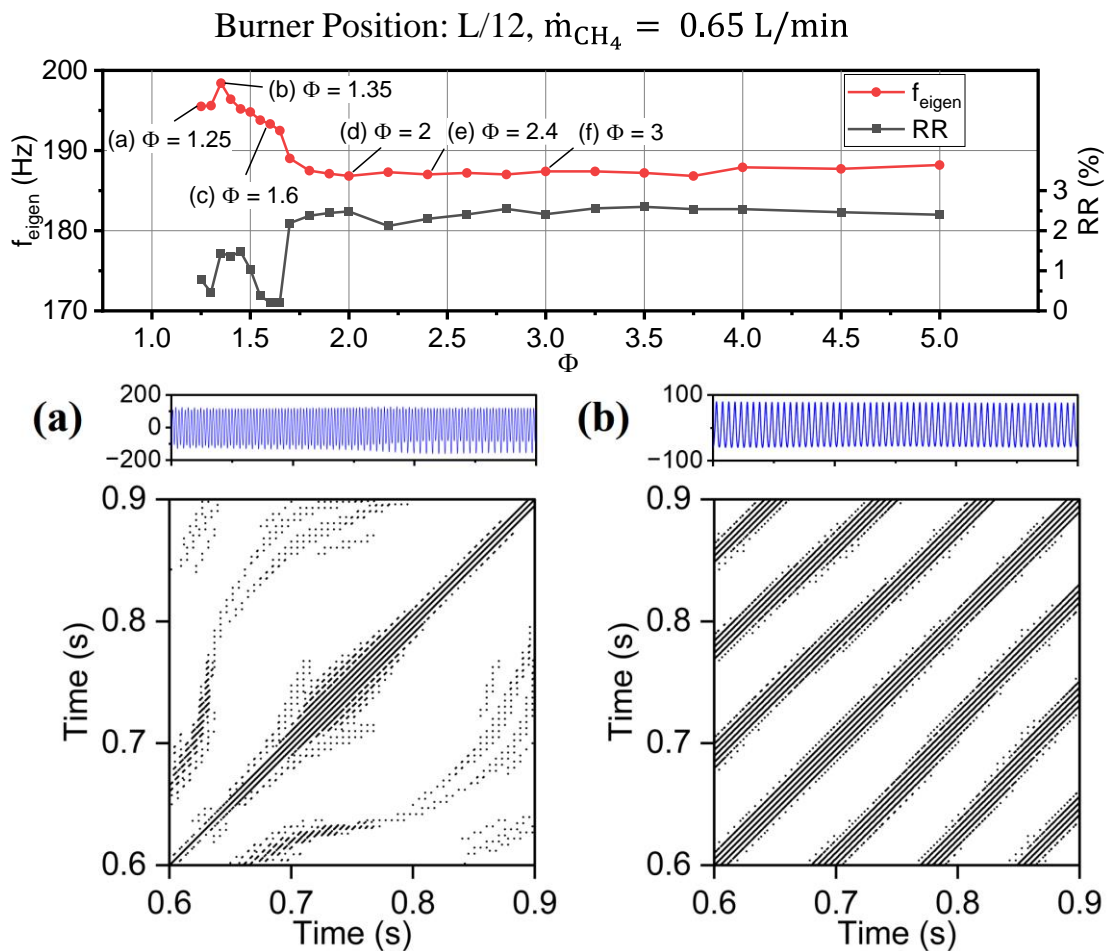 Burner Position: L/12, ṁ_CH₄ = 0.65 L/min
200
190
180
170
f_eigen (Hz)
(a) Φ = 1.25
(b) Φ = 1.35
(c) Φ = 1.6
(d) Φ = 2
(e) Φ = 2.4
(f) Φ = 3
f_eigen
RR
3
2
1
0
RR (%)
1.0 1.5 2.0 2.5 3.0 3.5 4.0 4.5 5.0
Φ
(a)
200
0
−200
0.9
0.8
0.7
0.6
Time (s)
0.6 0.7 0.8 0.9
Time (s)
(b)
100
−100
0.9
0.8
0.7
0.6
Time (s)
0.6 0.7 0.8 0.9
Time (s)